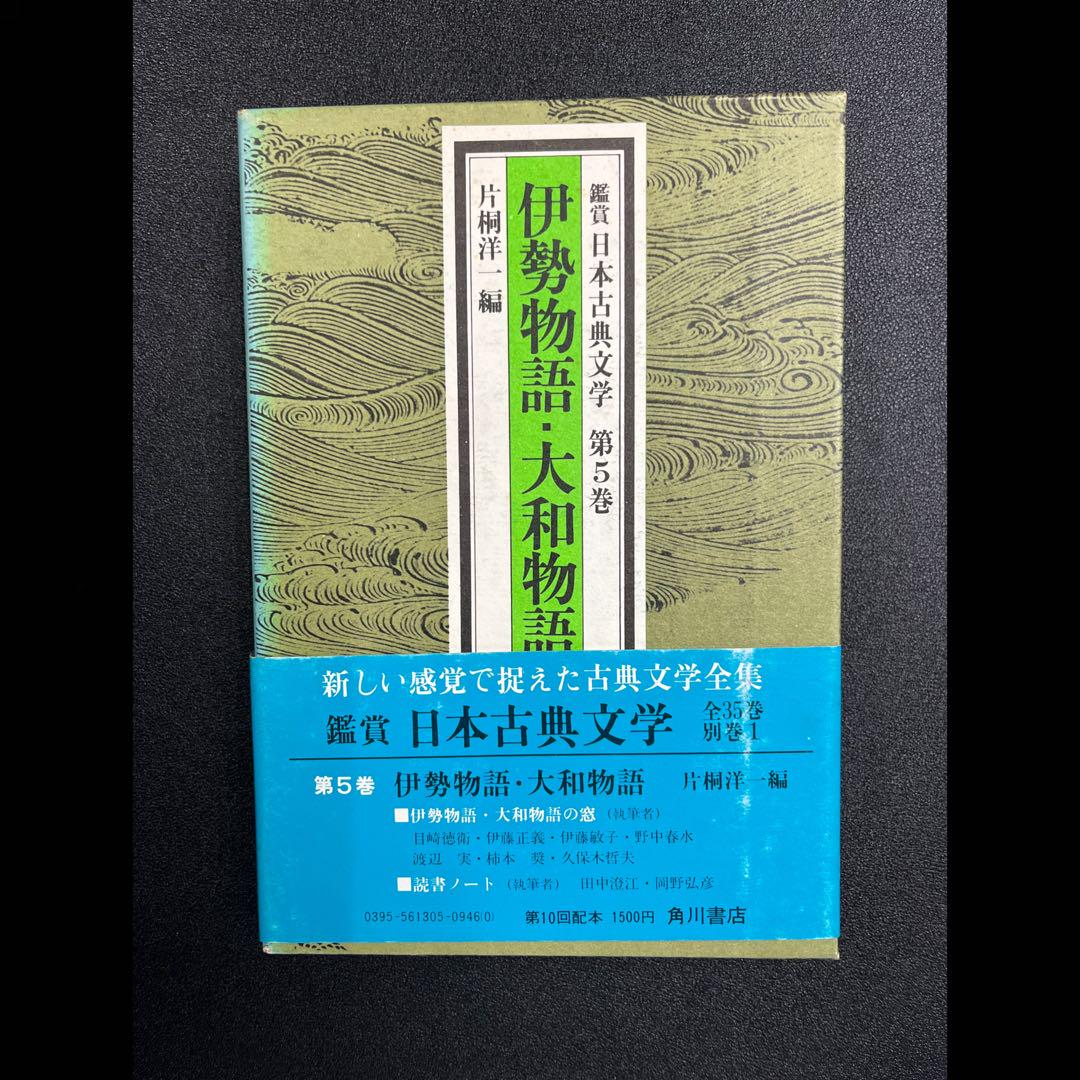 鑑賞 日本古典文学 第5巻
伊勢物語・大和物語
片桐洋一編
新しい感覚で捉えた古典文学全集
鑑賞 日本古典文学 全35巻 別巻1
第5巻 伊勢物語・大和物語 片桐洋一編
■伊勢物語・大和物語の窓(執筆者)
目崎徳衛・伊藤正義・伊藤敏子・野中春水
渡辺 実・柿本 奨・久保木哲夫
■読書ノート(執筆者) 田中澄江・岡野弘彦
0395-561305-0946(0) 第10回配本 1500円 角川書店